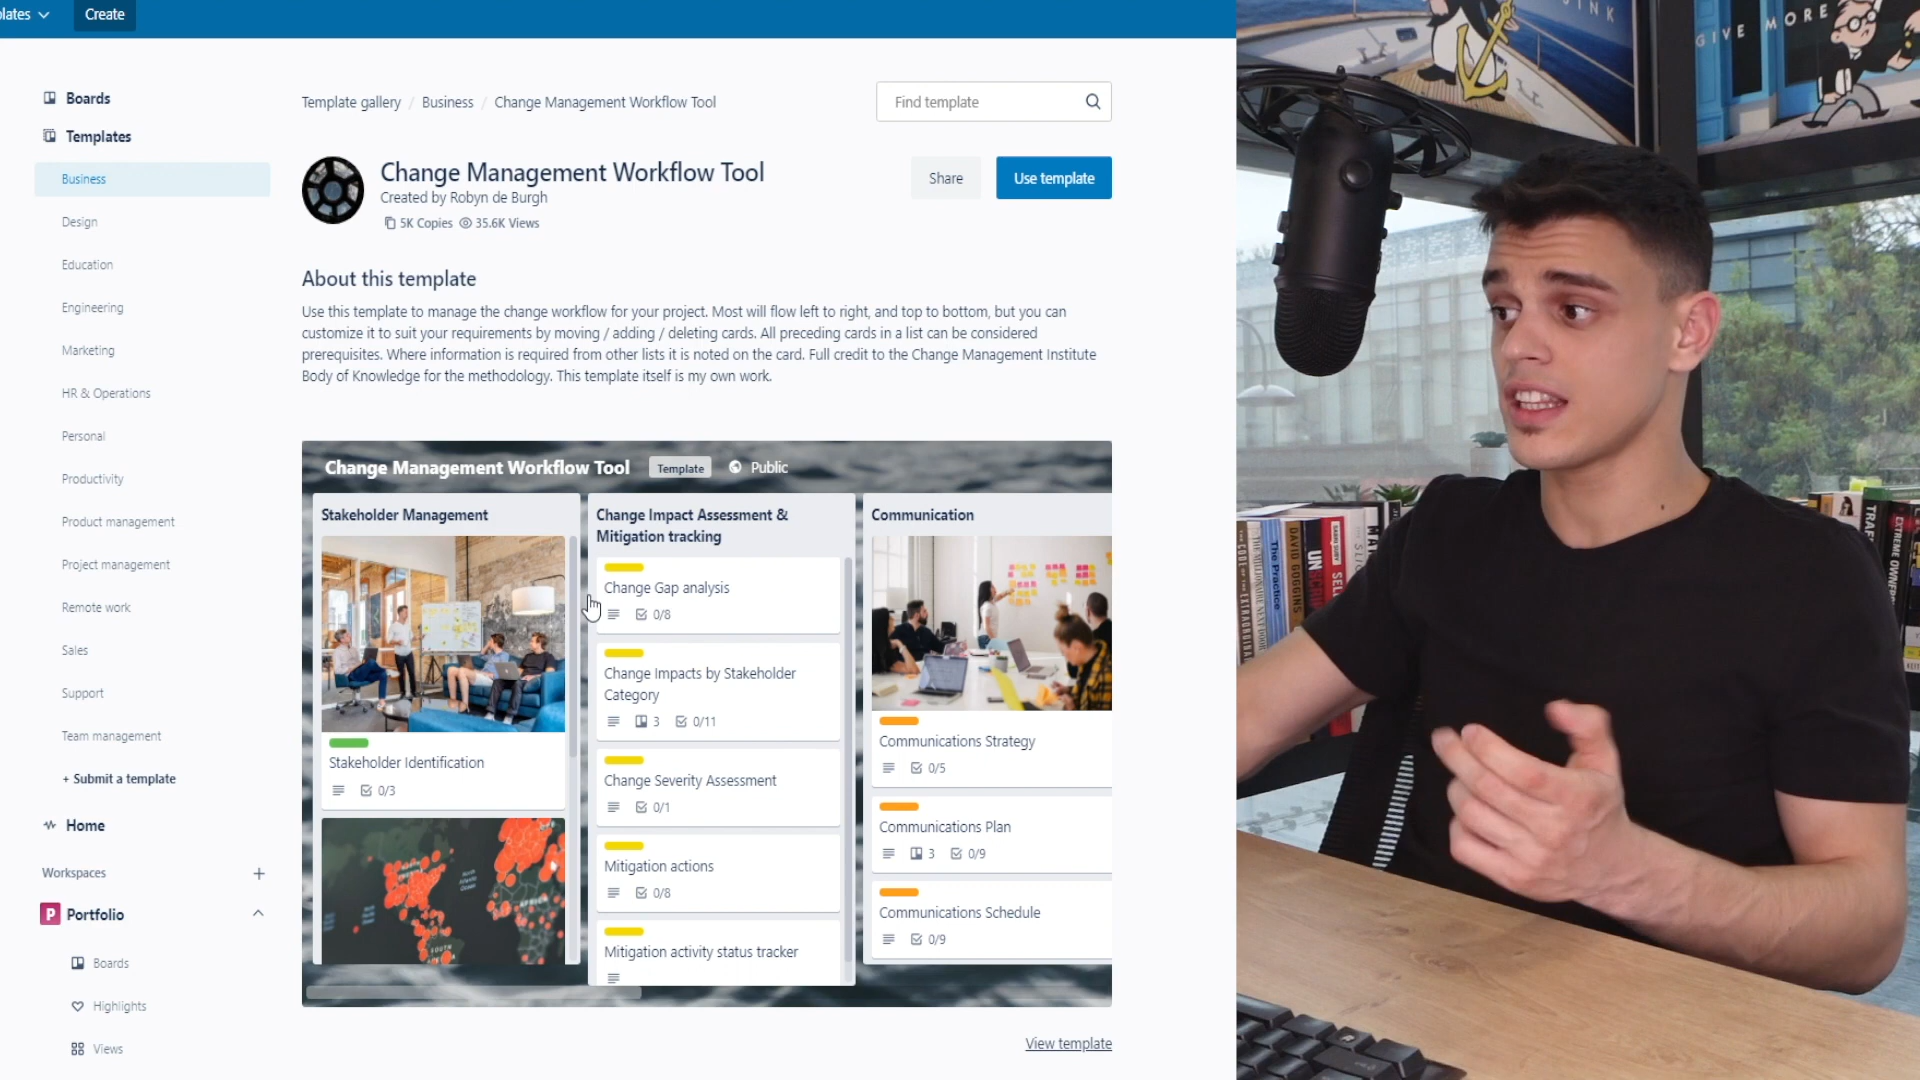 plates
Create
Boards
Templates
Business
Design
Education
Engineering
Marketing
HR & Operations
Personal
Productivity
Product management
Project management
Remote work
Sales
Support
Team management
+ Submit a template
Home
Workspaces
P Portfolio
Boards
Highlights
Views
Template gallery / Business / Change Management Workflow Tool
Find template
Change Management Workflow Tool
Created by Robyn de Burgh
5K Copies 35.6K Views
Share
Use template
About this template
Use this template to manage the change workflow for your project. Most will flow left to right, and top to bottom, but you can
customize it to suit your requirements by moving / adding / deleting cards. All preceding cards in a list can be considered
prerequisites. Where information is required from other lists it is noted on the card. Full credit to the Change Management Institute
Body of Knowledge for the methodology. This template itself is my own work.
Change Management Workflow Tool Template Public
Stakeholder Management
Stakeholder Identification
0/3
Change Impact Assessment &
Mitigation tracking
Change Gap analysis
0/8
Change Impacts by Stakeholder
Category
3 0/11
Change Severity Assessment
0/1
Mitigation actions
0/8
Mitigation activity status tracker
Communication
Communications Strategy
0/5
Communications Plan
3 0/9
Communications Schedule
0/9
View template
GIVE MORE
The Practice
DAVID GOGGINS
EXTREME OWNERS